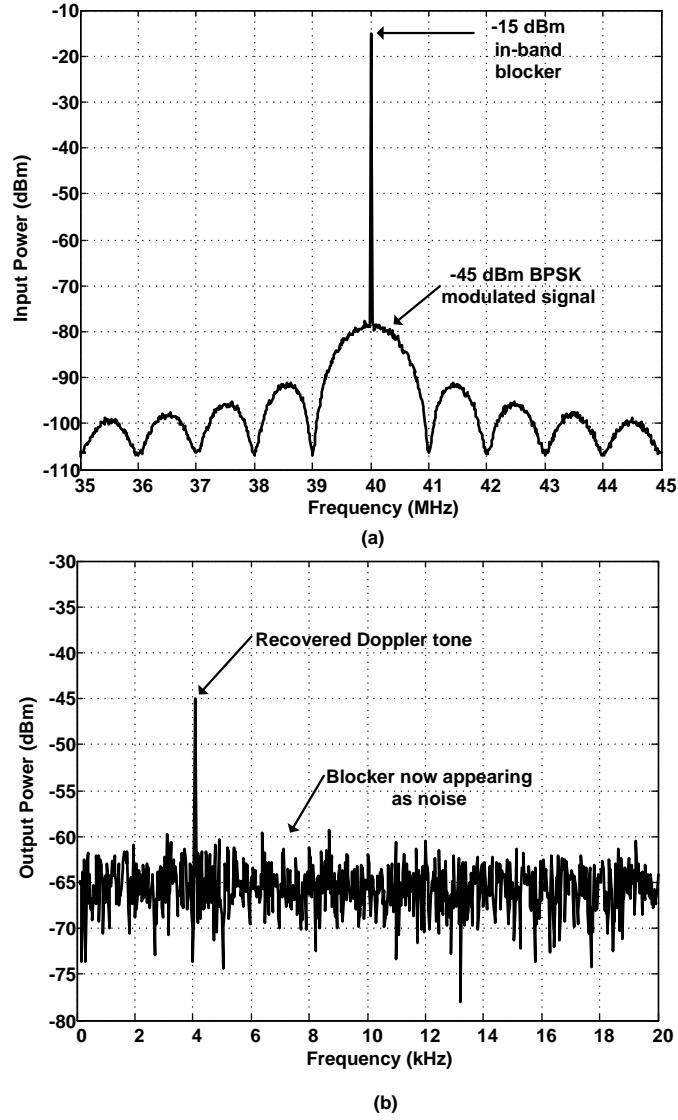 -10
-20
-30
-40
-50
-60
-70
-80
-90
-100
-110
Input Power (dBm)
-15 dBm
in-band
blocker
-45 dBm BPSK
modulated signal
35 36 37 38 39 40 41 42 43 44 45
Frequency (MHz)
(a)
-30
-35
-40
-45
-50
-55
-60
-65
-70
-75
-80
Output Power (dBm)
Recovered Doppler tone
Blocker now appearing
as noise
0 2 4 6 8 10 12 14 16 18 20
Frequency (kHz)
(b)